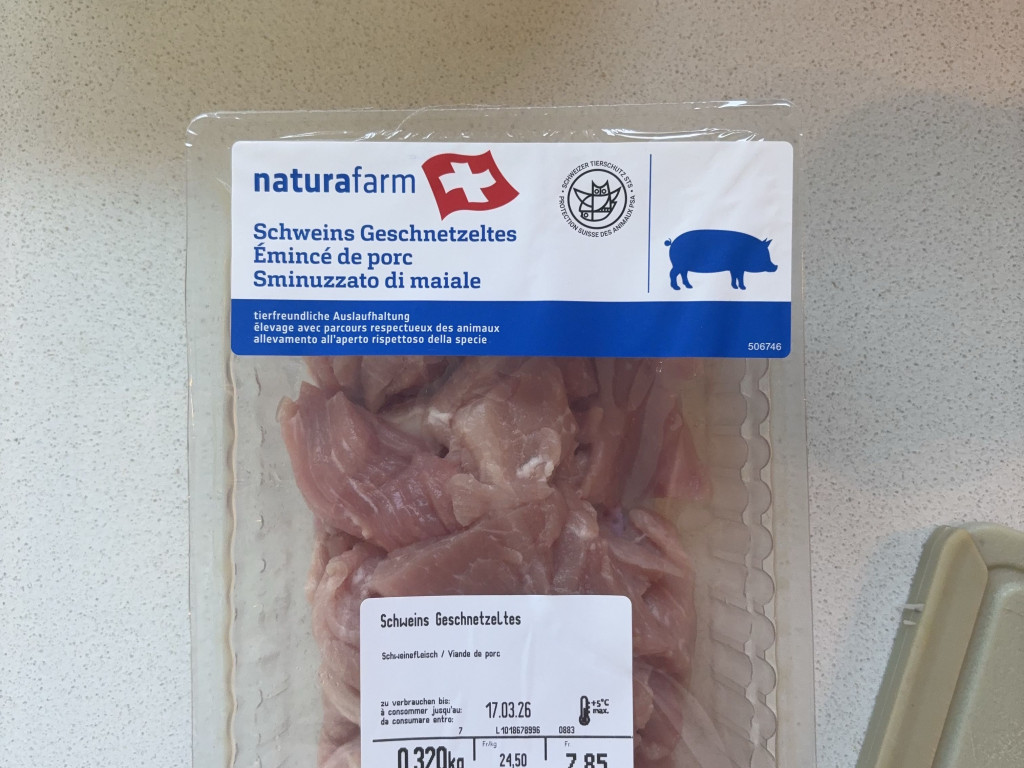 naturafarm
SCHWEIZER TIERSCHUTZ STS
PROTECTION SUISSE DES ANIMAUX PSA
Schweins Geschnetzeltes
Émincé de porc
Sminuzzato di maiale
tierfreundliche Auslaufhaltung
élevage avec parcours respectueux des animaux
allevamento all'aperto rispettoso della specie
506746
Schweins Geschnetzeltes
Schweinefleisch / Viande de porc
zu verbrauchen bis:
à consommer jusqu'au:
da consumare entro:
17.03.26
+5°C
max.
7 L1018678996 0883
0,320kg
Fr/kg
24,50
Fr
7.85